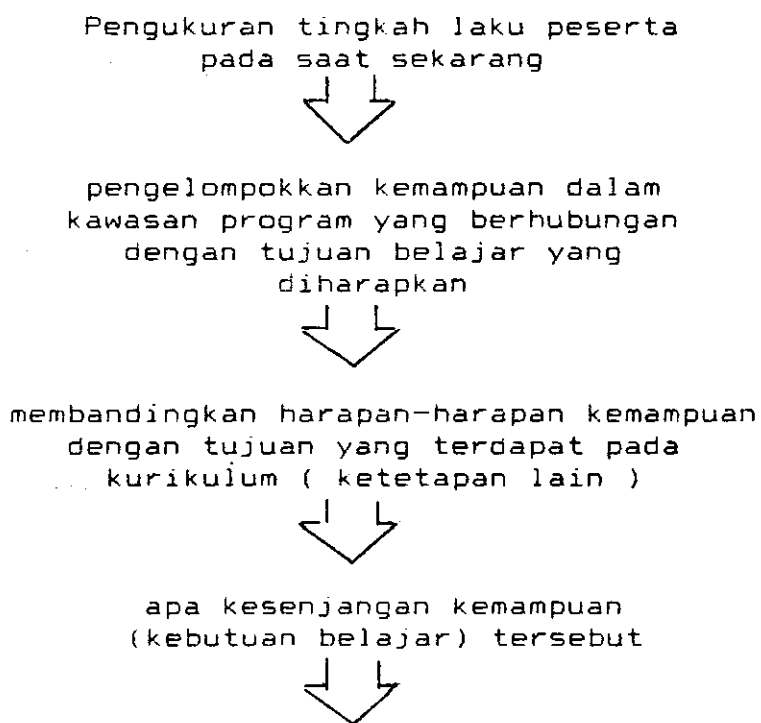 Pengukuran tingkah laku peserta
pada saat sekarang
pengelompokkan kemampuan dalam
kawasan program yang berhubungan
dengan tujuan belajar yang
diharapkan
membandingkan harapan-harapan kemampuan
dengan tujuan yang terdapat pada
kurikulum ( ketetapan lain )
apa kesenjangan kemampuan
(kebutuan belajar) tersebut